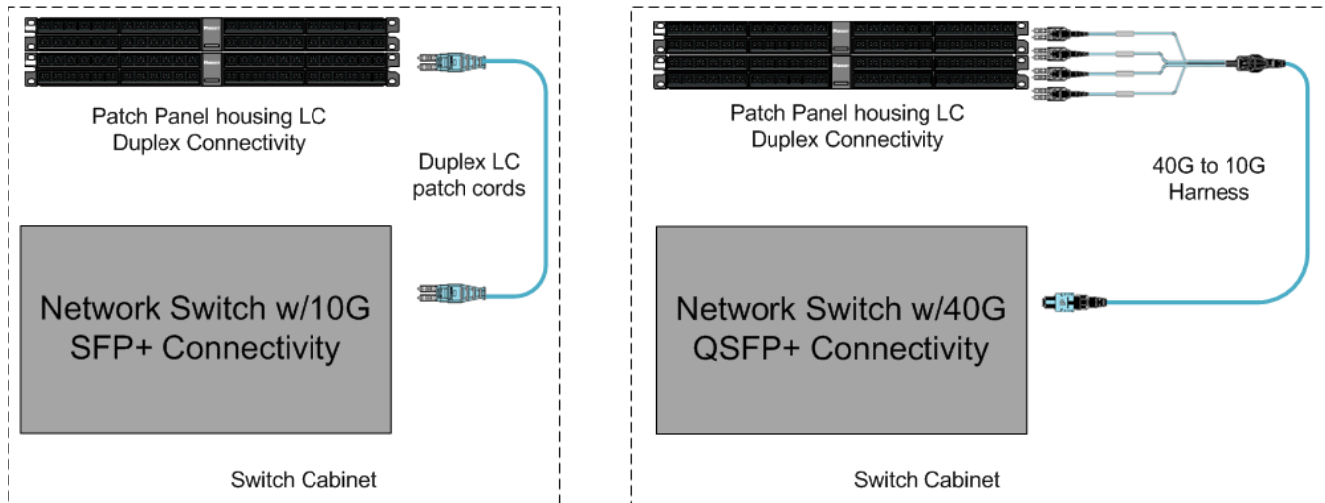 Patch Panel housing LC
Duplex Connectivity
Duplex LC
patch cords
Network Switch w/10G
SFP+ Connectivity
Switch Cabinet
Patch Panel housing LC
Duplex Connectivity
40G to 10G
Harness
Network Switch w/40G
QSFP+ Connectivity
Switch Cabinet